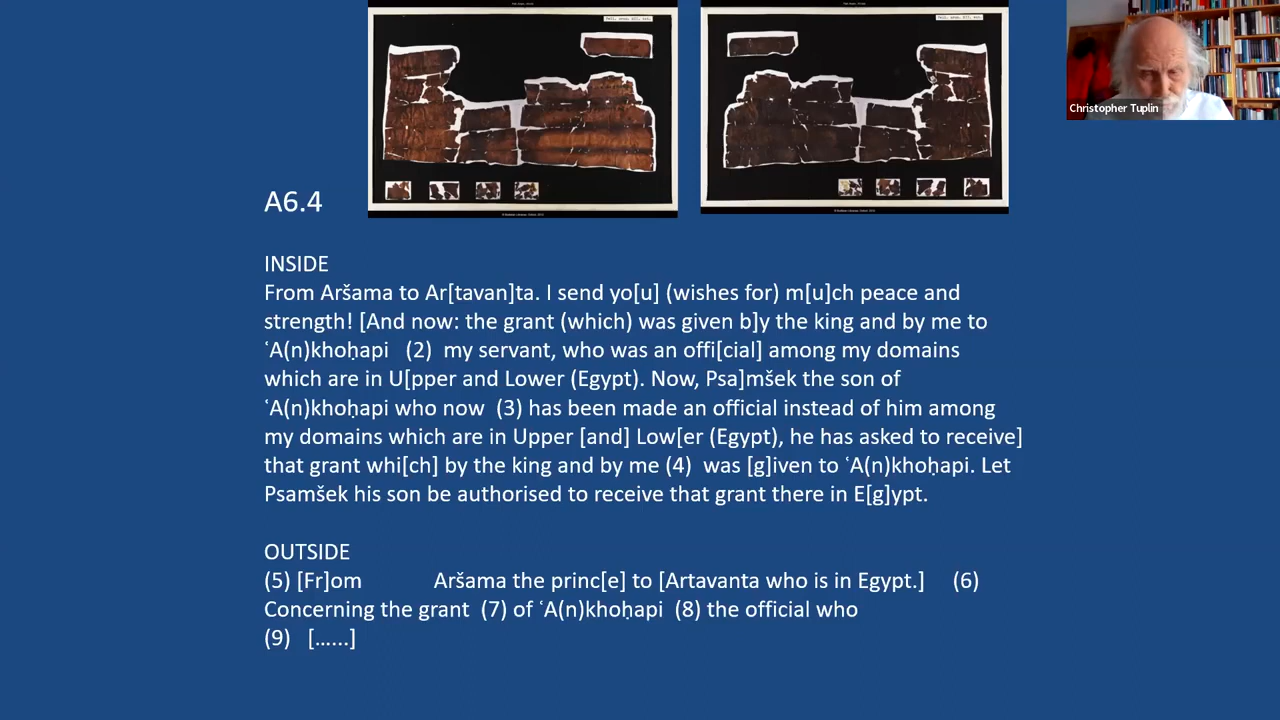 Christopher Tuplin
A6.4
INSIDE
From Aršama to Ar[tavan]ta. I send yo[u] (wishes for) m[u]ch peace and
strength! [And now: the grant (which) was given b]y the king and by me to
ʿA(n)khoḥapi (2) my servant, who was an offi[cial] among my domains
which are in U[pper and Lower (Egypt). Now, Psa]mšek the son of
ʿA(n)khoḥapi who now (3) has been made an official instead of him among
my domains which are in Upper [and] Low[er (Egypt), he has asked to receive]
that grant whi[ch] by the king and by me (4) was [g]iven to ʿA(n)khoḥapi. Let
Psamšek his son be authorised to receive that grant there in E[g]ypt.
OUTSIDE
(5) [Fr]om Aršama the princ[e] to [Artavanta who is in Egypt.] (6)
Concerning the grant (7) of ʿA(n)khoḥapi (8) the official who
(9) [......]